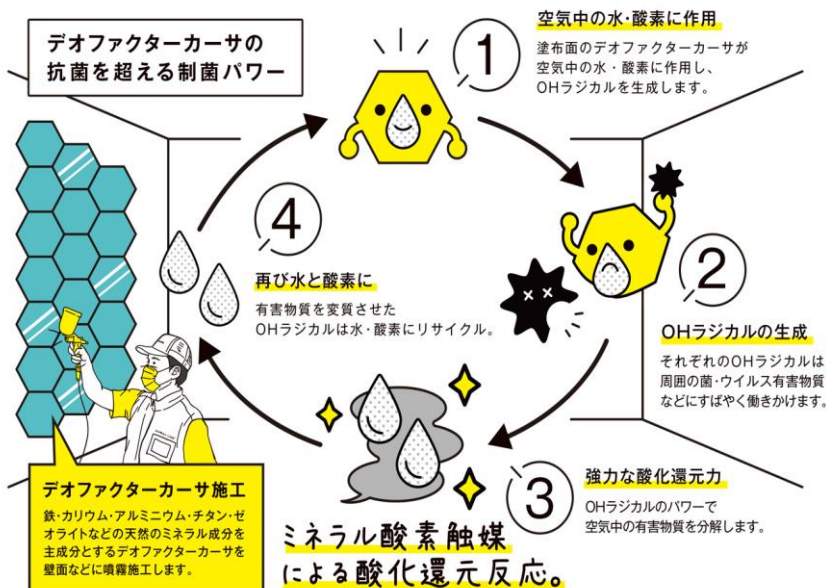 デオファクターカーサの
抗菌を超える制菌パワー
1
空気中の水・酸素に作用
塗布面のデオファクターカーサが
空気中の水・酸素に作用し、
OHラジカルを生成します。
2
OHラジカルの生成
それぞれのOHラジカルは
周囲の菌・ウイルス有害物質
などにすばやく働きかけます。
3
強力な酸化還元力
OHラジカルのパワーで
空気中の有害物質を分解します。
4
再び水と酸素に
有害物質を変質させた
OHラジカルは水・酸素にリサイクル。
デオファクターカーサ施工
鉄・カリウム・アルミニウム・チタン・ゼ
オライトなどの天然のミネラル成分を
主成分とするデオファクターカーサを
壁面などに噴霧施工します。
ミネラル酸素触媒
による酸化還元反応。